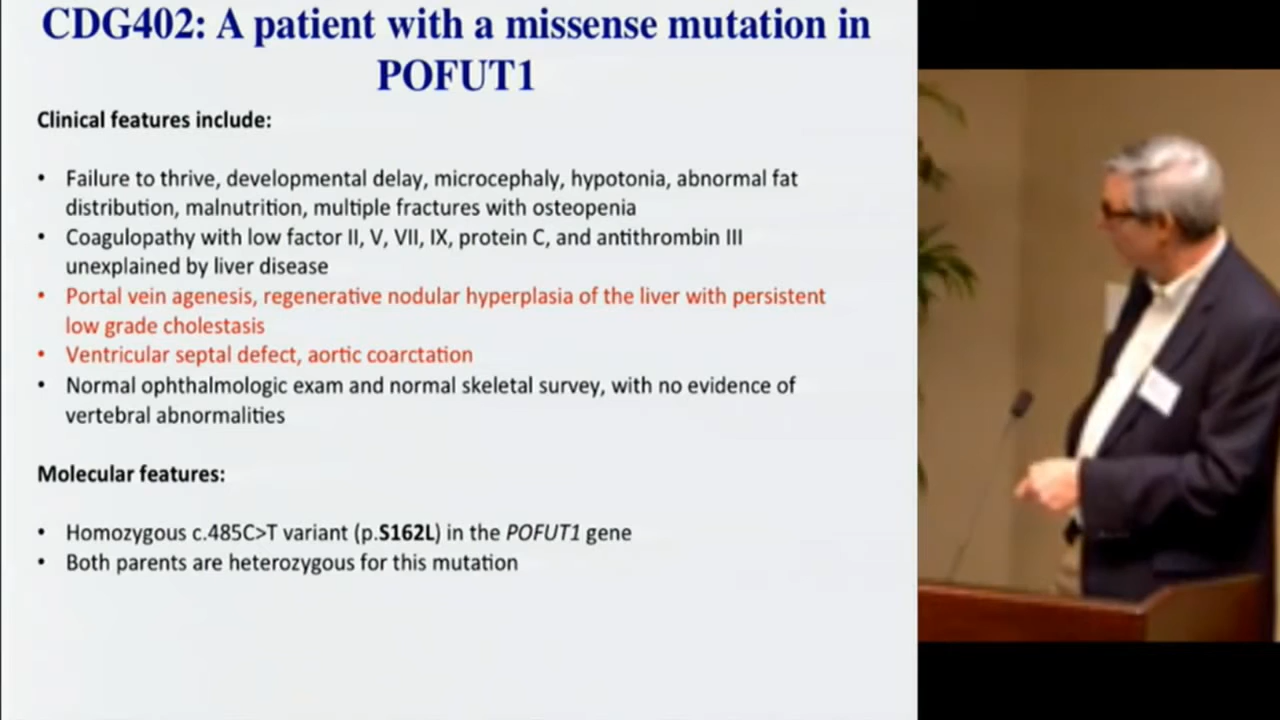 CDG402: A patient with a missense mutation in
POFUT1
Clinical features include:
• Failure to thrive, developmental delay, microcephaly, hypotonia, abnormal fat
distribution, malnutrition, multiple fractures with osteopenia
• Coagulopathy with low factor II, V, VII, IX, protein C, and antithrombin III
unexplained by liver disease
• Portal vein agenesis, regenerative nodular hyperplasia of the liver with persistent
low grade cholestasis
• Ventricular septal defect, aortic coarctation
• Normal ophthalmologic exam and normal skeletal survey, with no evidence of
vertebral abnormalities
Molecular features:
• Homozygous c.485C>T variant (p.S162L) in the POFUT1 gene
• Both parents are heterozygous for this mutation